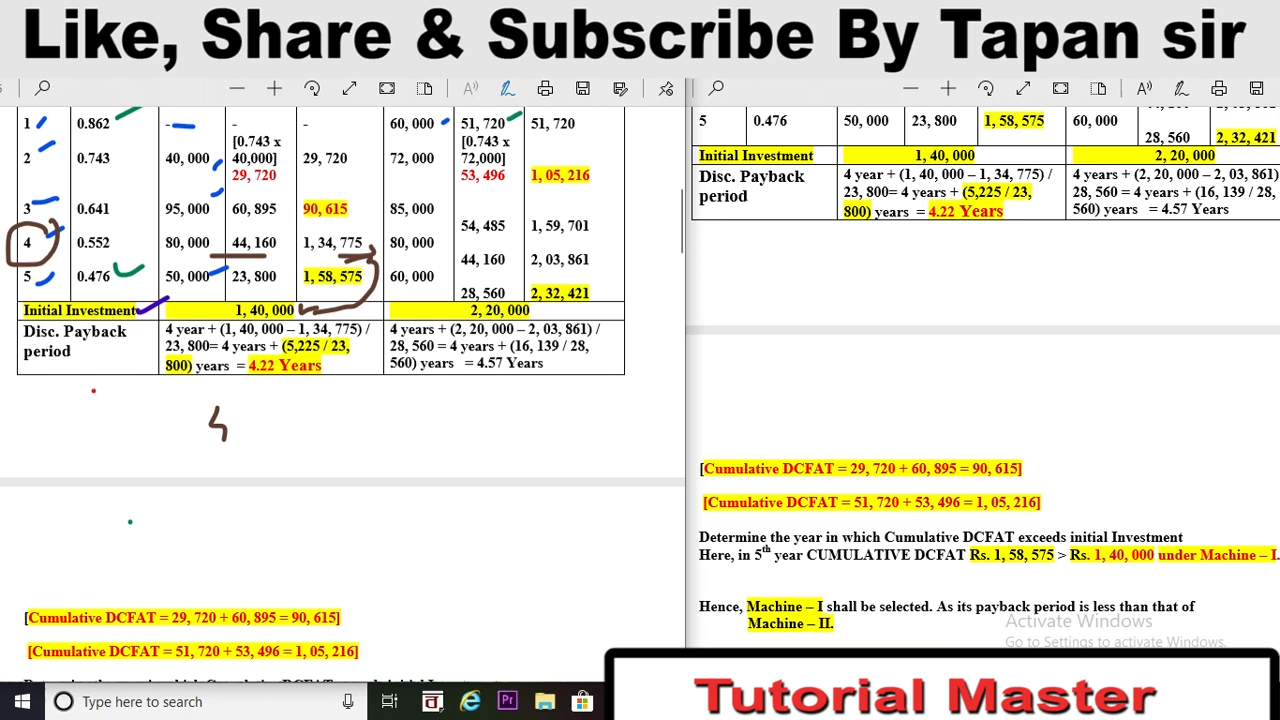 Like, Share & Subscribe By Tapan sir
1 0.862 - - - 60, 000 51, 720 51, 720
[0.743 x [0.743 x
2 0.743 40, 000 40,000] 29, 720 72, 000 72,000]
29, 720 53, 496 1, 05, 216
3 0.641 95, 000 60, 895 90, 615 85, 000
54, 485 1, 59, 701
4 0.552 80, 000 44, 160 1, 34, 775 80, 000
44, 160 2, 03, 861
5 0.476 50, 000 23, 800 1, 58, 575 60, 000
28, 560 2, 32, 421
Initial Investment 1, 40, 000 2, 20, 000
Disc. Payback period
4 year + (1, 40, 000 – 1, 34, 775) /
23, 800= 4 years + (5,225 / 23,
800) years = 4.22 Years
4 years + (2, 20, 000 – 2, 03, 861) /
28, 560 = 4 years + (16, 139 / 28,
560) years = 4.57 Years
[Cumulative DCFAT = 29, 720 + 60, 895 = 90, 615]
[Cumulative DCFAT = 51, 720 + 53, 496 = 1, 05, 216]
5 0.476 50, 000 23, 800 1, 58, 575 60, 000
28, 560 2, 32, 421
Initial Investment 1, 40, 000 2, 20, 000
Disc. Payback
period
4 year + (1, 40, 000 – 1, 34, 775) /
23, 800= 4 years + (5,225 / 23,
800) years = 4.22 Years
4 years + (2, 20, 000 – 2, 03, 861)
28, 560 = 4 years + (16, 139 / 28,
560) years = 4.57 Years
[Cumulative DCFAT = 29, 720 + 60, 895 = 90, 615]
[Cumulative DCFAT = 51, 720 + 53, 496 = 1, 05, 216]
Determine the year in which Cumulative DCFAT exceeds initial Investment
Here, in 5th year CUMULATIVE DCFAT Rs. 1, 58, 575 > Rs. 1, 40, 000 under Machine – I.
Hence, Machine – I shall be selected. As its payback period is less than that of
Machine – II.
Activate Windows
Go to Settings to activate Windows.
Type here to search
Pr
Tutorial Master